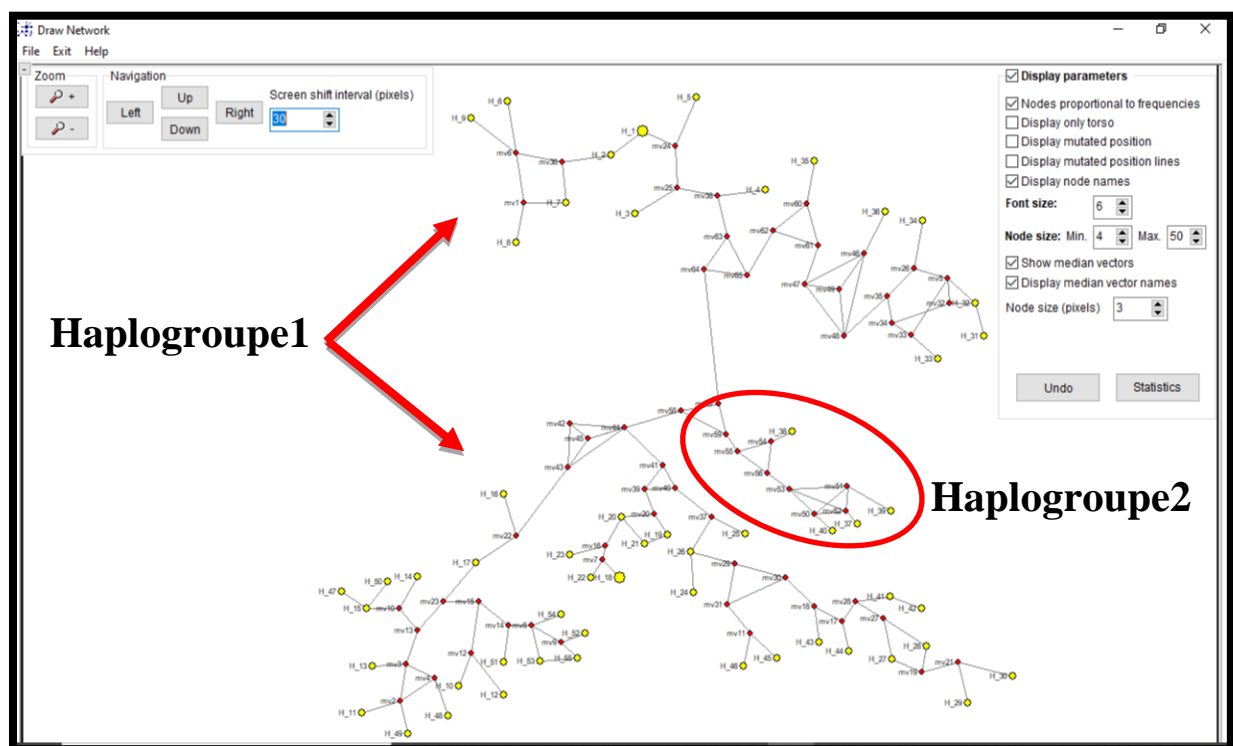 Draw Network
File Exit Help
Zoom
Navigation
+
-
Left
Up
Down
Right
Screen shift interval (pixels)
30
Display parameters
Nodes proportional to frequencies
Display only torso
Display mutated position
Display mutated position lines
Display node names
Font size: 6
Node size: Min. 4 Max. 50
Show median vectors
Display median vector names
Node size (pixels) 3
Undo
Statistics
H_6
H_5
H_9
H_1
mv24
mv6
mv36
H_2
H_35
mv25
mv38
H_4
mv1
H_7
H_3
mv60
H_36
H_34
H_8
mv63
mv62
mv61
mv46
mv64
mv26
mv5
mv47
mv49
mv35
mv32
H_32
mv34
mv48
mv33
H_31
H_33
Haplogroupe1
mv58
mv42
mv44
mv45
mv59
mv54
H_38
mv55
mv43
mv41
mv56
mv39
mv40
mv53
mv51
H_16
Haplogroupe2
H_20
mv20
mv37
mv50
mv52
H_39
mv22
H_21
H_19
H_25
H_40
H_37
H_17
H_23
mv16
mv7
H_26
mv29
H_22
H_18
mv30
H_50
H_14
H_47
H_24
H_15
mv10
mv23
mv15
mv31
mv18
mv28
H_41
H_42
H_54
mv13
mv14
mv8
H_52
mv11
mv17
mv27
mv9
H_43
H_44
mv12
H_13
mv3
H_51
H_53
H_55
H_46
H_45
H_27
H_28
mv4
H_10
mv19
mv21
H_30
H_12
mv2
H_11
H_48
H_29
H_49